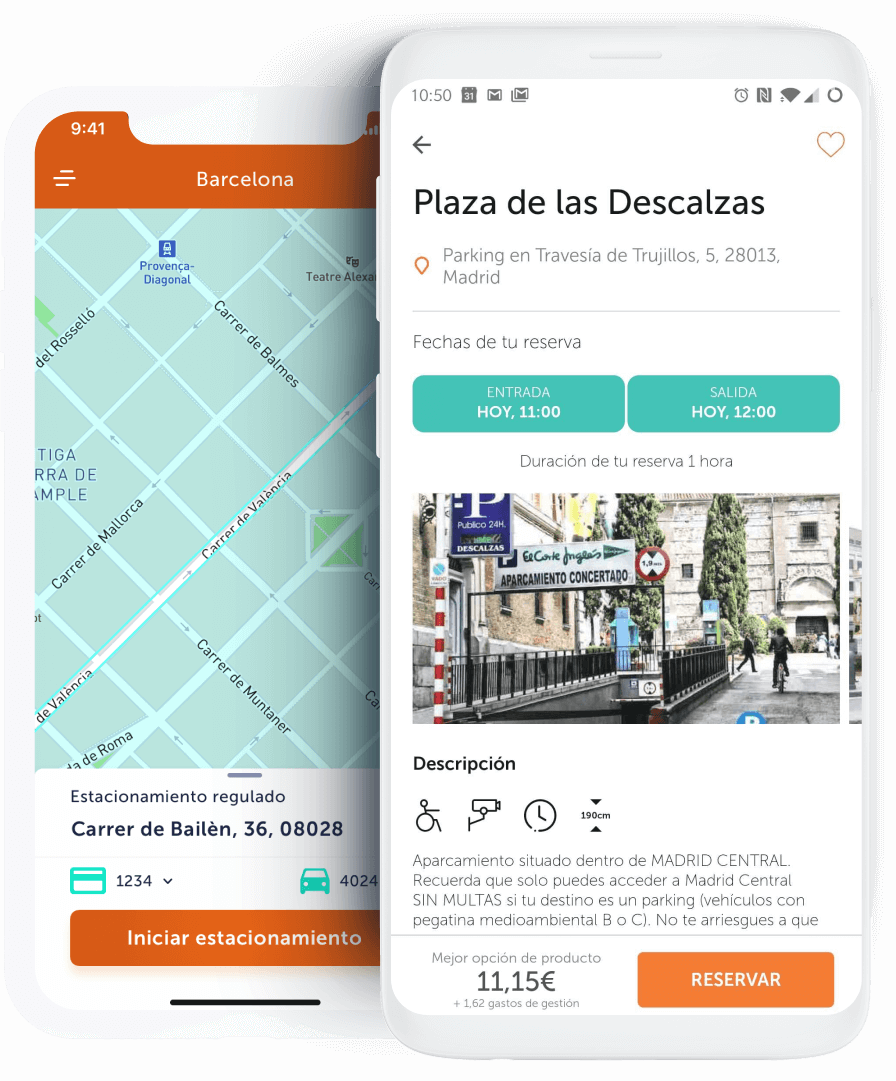 9:41
Barcelona
Provença-
Diagonal
Teatre Alexa
del Rosselló
Carrer de Balmes
TIGA
RRA DE
AMPLE
Carrer de Mallorca
Carrer de València
de València
Carrer de Muntaner
da de Roma
Estacionamiento regulado
Carrer de Bailèn, 36, 08028
1234
4024
Iniciar estacionamiento
10:50
31
Plaza de las Descalzas
Parking en Travesía de Trujillos, 5, 28013,
Madrid
Fechas de tu reserva
ENTRADA
HOY, 11:00
SALIDA
HOY, 12:00
Duración de tu reserva 1 hora
P
Publico 24H.
DESCALZAS
El Corte Inglés
APARCAMIENTO CONCERTADO
1,9
VADO
Descripción
190cm
Aparcamiento situado dentro de MADRID CENTRAL.
Recuerda que solo puedes acceder a Madrid Central
SIN MULTAS si tu destino es un parking (vehículos con
pegatina medioambiental B o C). No te arriesgues a que
Mejor opción de producto
11,15€
+ 1,62 gastos de gestión
RESERVAR